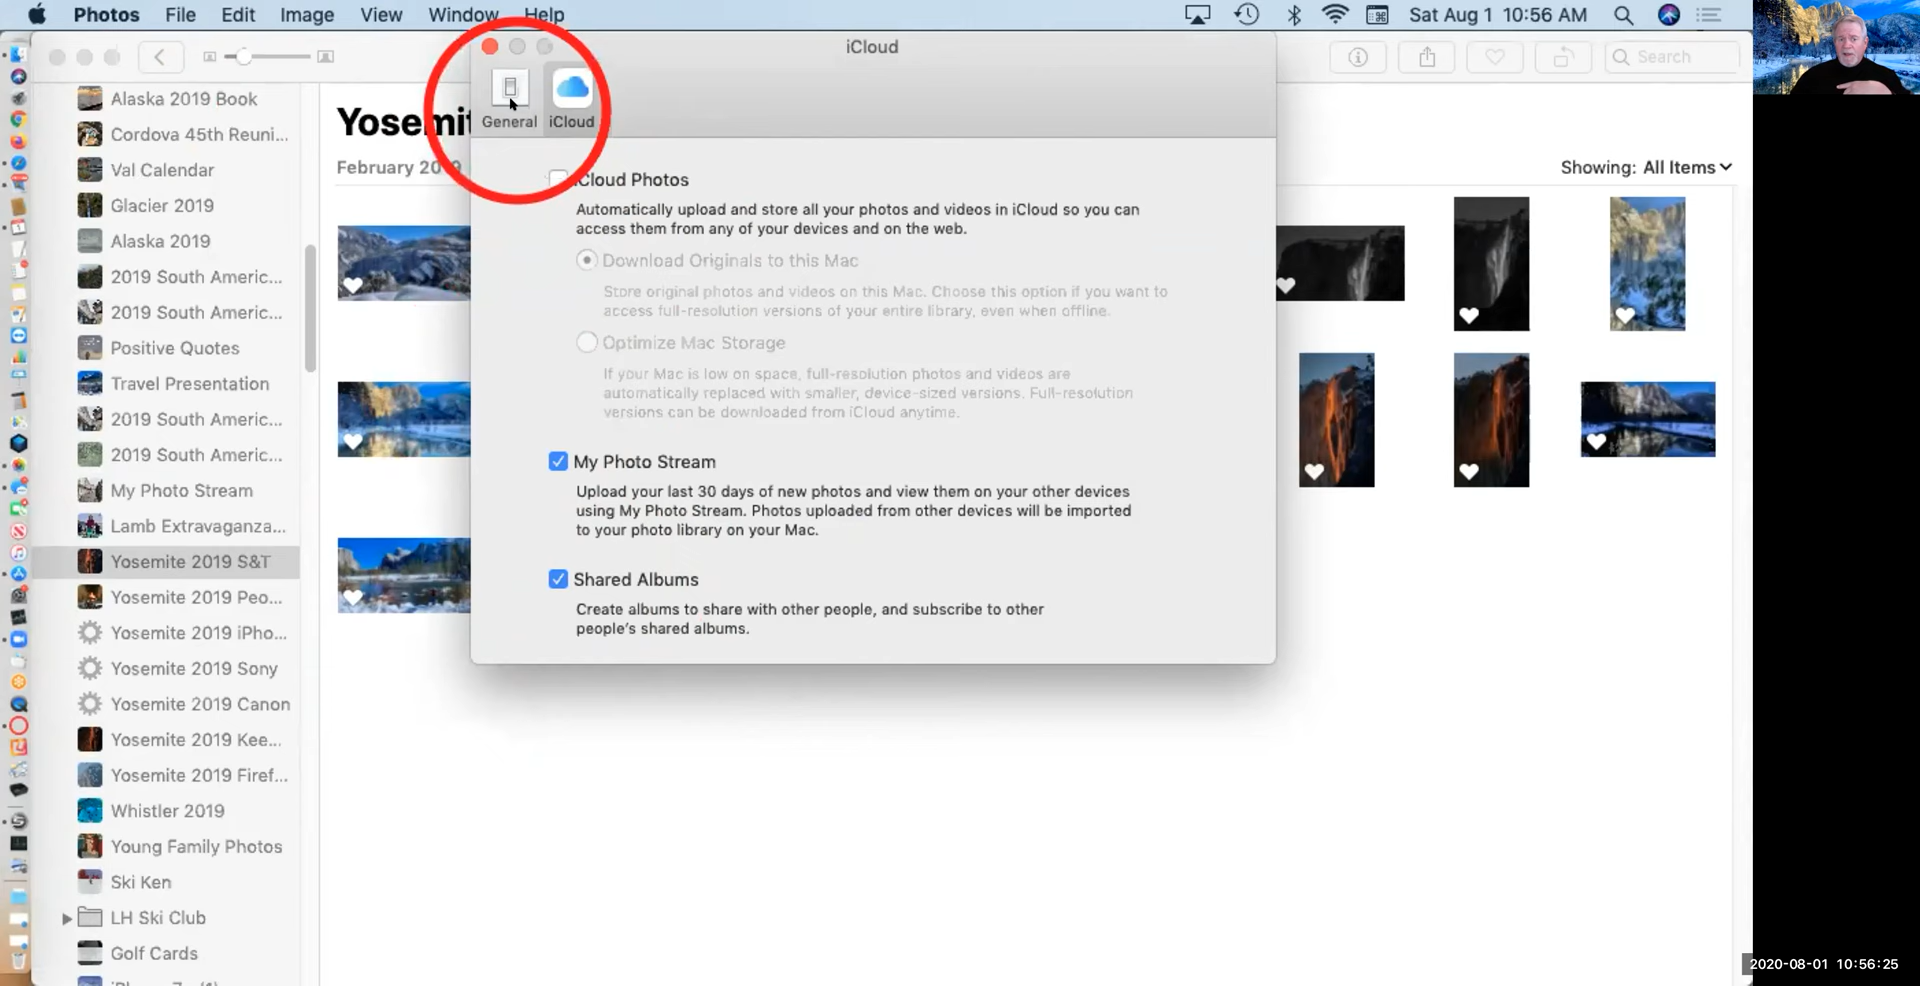 Photos File Edit Image View Window Help
Sat Aug 1 10:56 AM
iCloud
Search
General
iCloud
Alaska 2019 Book
Cordova 45th Reuni...
Val Calendar
Glacier 2019
Alaska 2019
2019 South Americ...
2019 South Americ...
Positive Quotes
Travel Presentation
2019 South Americ...
2019 South Americ...
My Photo Stream
Lamb Extravaganza...
Yosemite 2019 S&T
Yosemite 2019 Peo...
Yosemite 2019 iPho...
Yosemite 2019 Sony
Yosemite 2019 Canon
Yosemite 2019 Kee...
Yosemite 2019 Firef...
Whistler 2019
Young Family Photos
Ski Ken
LH Ski Club
Golf Cards
Yosemit
February 2019
Showing: All Items
iCloud Photos
Automatically upload and store all your photos and videos in iCloud so you can
access them from any of your devices and on the web.
Download Originals to this Mac
Store original photos and videos on this Mac. Choose this option if you want to
access full-resolution versions of your entire library, even when offline.
Optimize Mac Storage
If your Mac is low on space, full-resolution photos and videos are
automatically replaced with smaller, device-sized versions. Full-resolution
versions can be downloaded from iCloud anytime.
My Photo Stream
Upload your last 30 days of new photos and view them on your other devices
using My Photo Stream. Photos uploaded from other devices will be imported
to your photo library on your Mac.
Shared Albums
Create albums to share with other people, and subscribe to other
people's shared albums.
2020-08-01 10:56:25